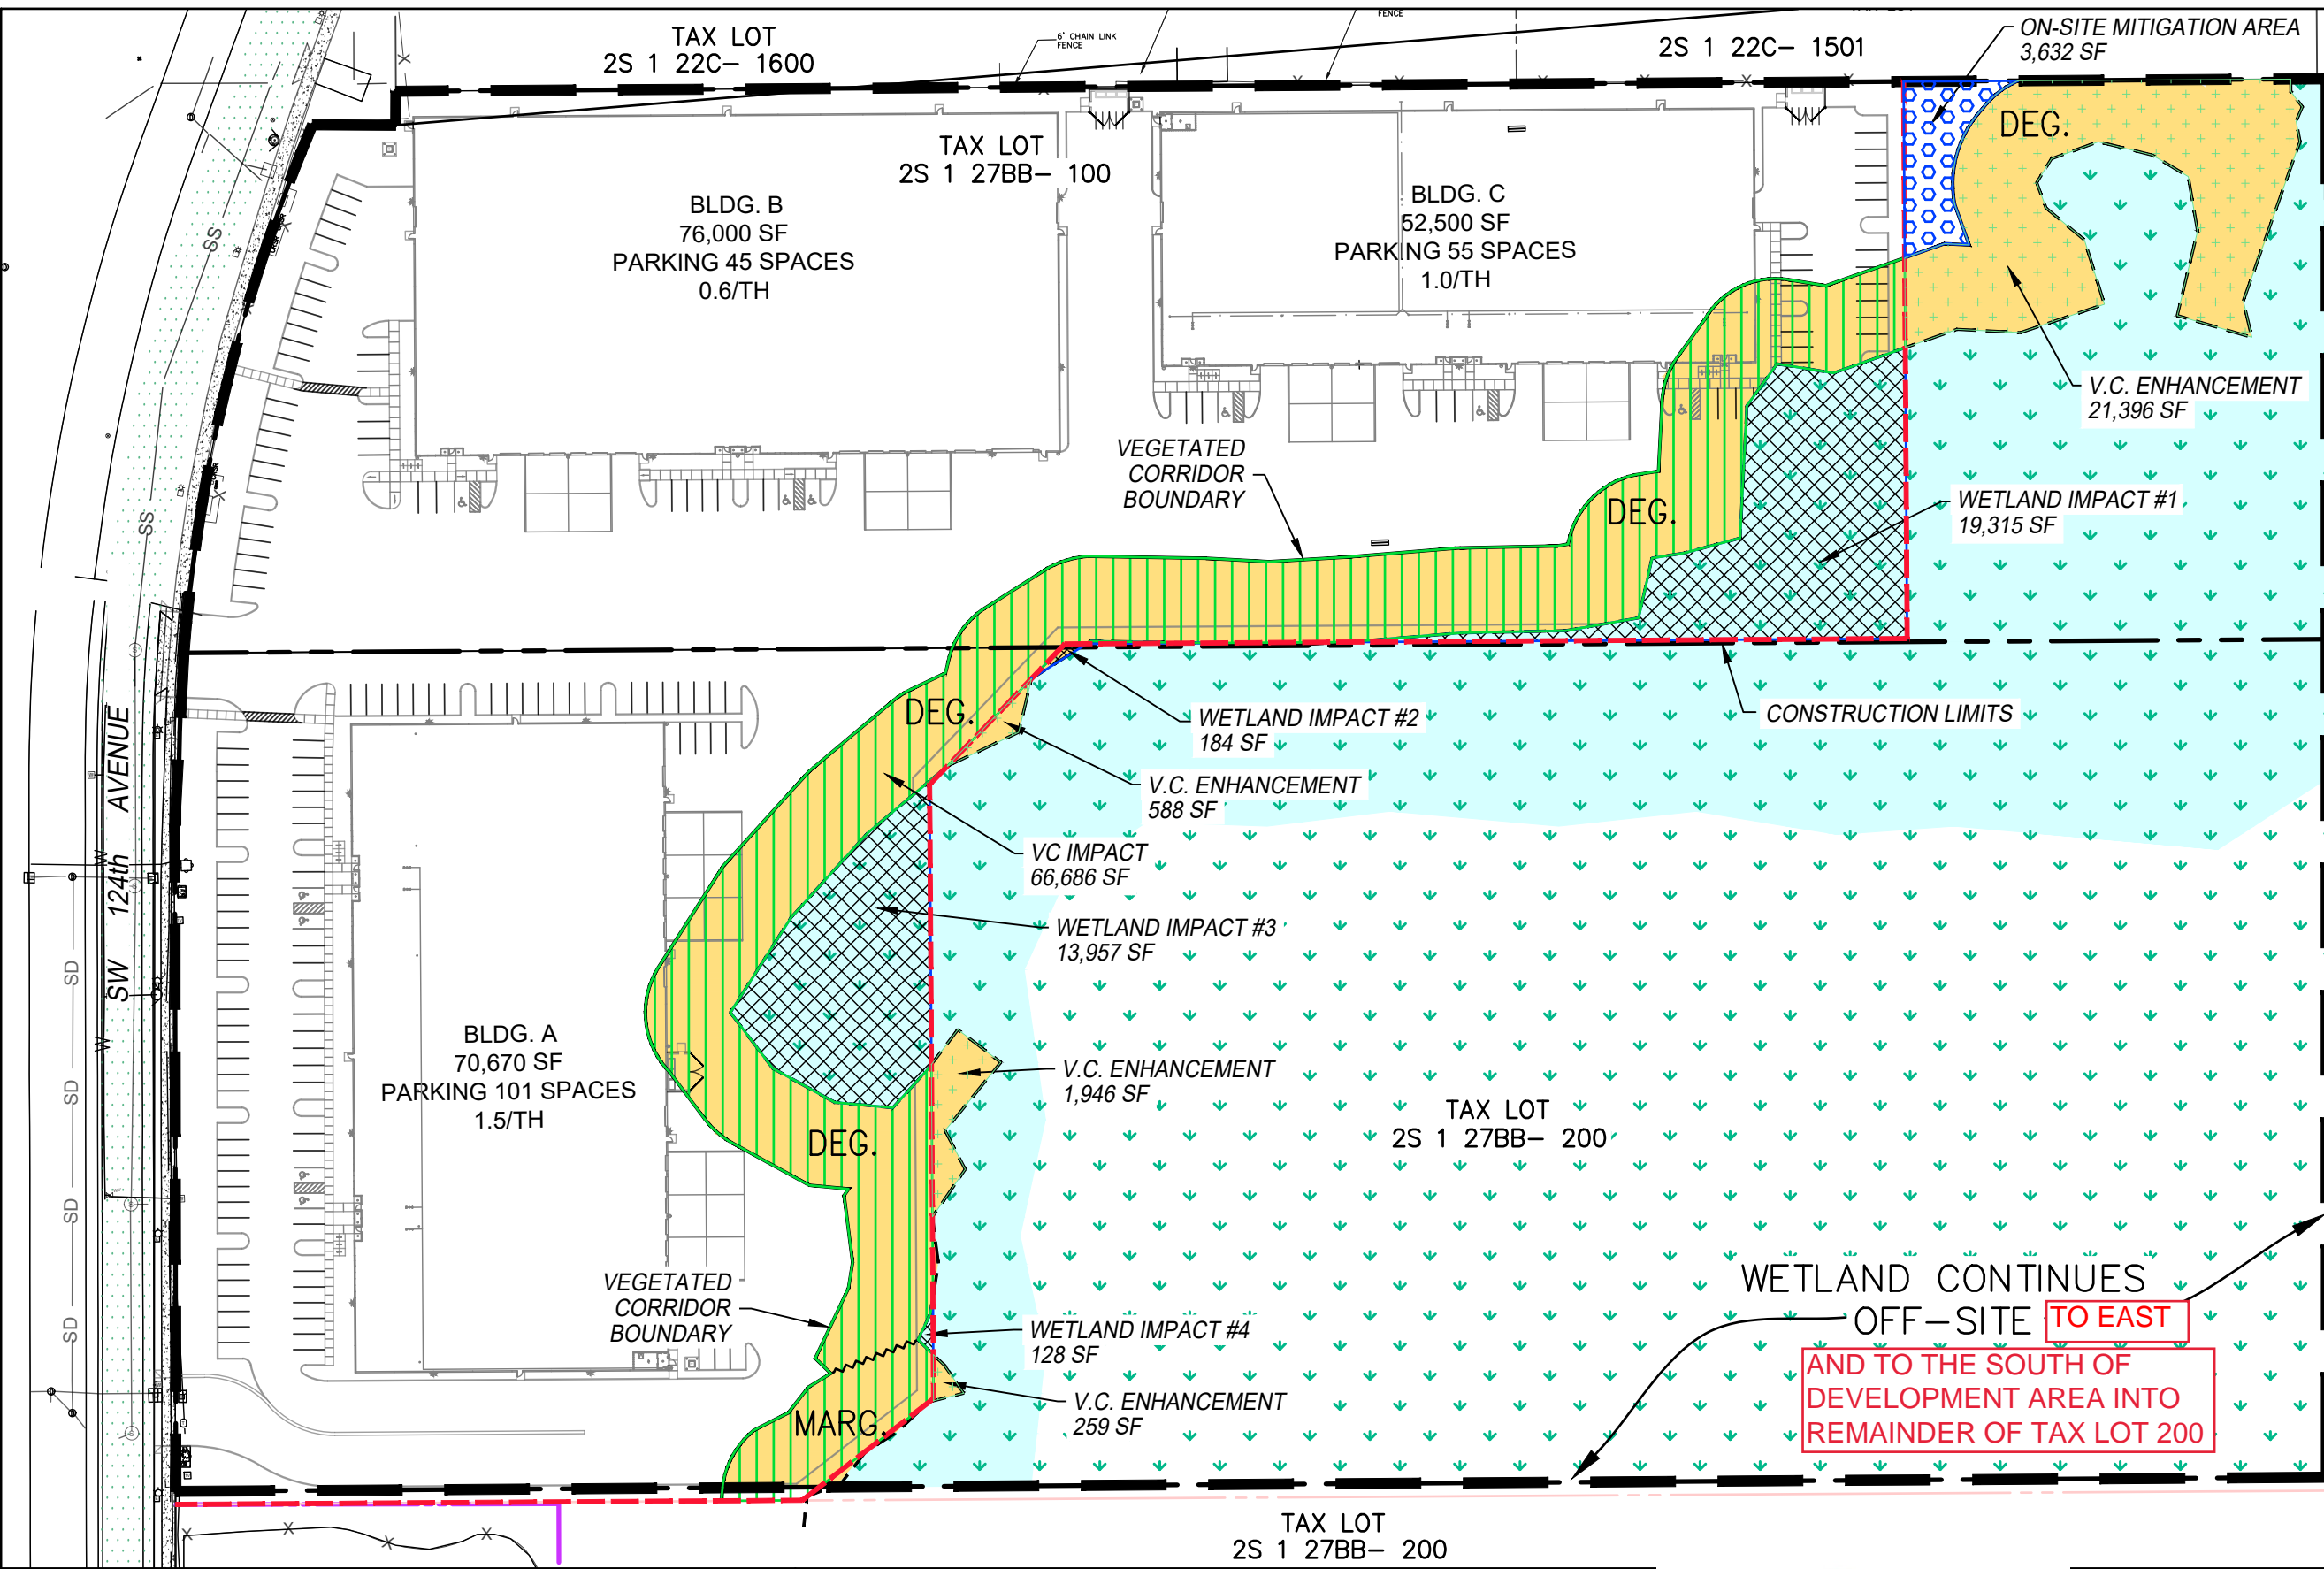 FENCE
ON-SITE MITIGATION AREA
3,632 SF
TAX LOT
2S 1 22C- 1600
6' CHAIN LINK
FENCE
2S 1 22C- 1501
DEG.
TAX LOT
2S 1 27BB- 100
BLDG. B
76,000 SF
PARKING 45 SPACES
0.6/TH
BLDG. C
52,500 SF
PARKING 55 SPACES
1.0/TH
SS
V.C. ENHANCEMENT
21,396 SF
VEGETATED
CORRIDOR
BOUNDARY
DEG.
WETLAND IMPACT #1
19,315 SF
SS
DEG.
WETLAND IMPACT #2
184 SF
CONSTRUCTION LIMITS
V.C. ENHANCEMENT
588 SF
SW 124th AVENUE
W
VC IMPACT
66,686 SF
WETLAND IMPACT #3
13,957 SF
SD
BLDG. A
70,670 SF
PARKING 101 SPACES
1.5/TH
W
SD
V.C. ENHANCEMENT
1,946 SF
DEG.
TAX LOT
2S 1 27BB- 200
SD
VEGETATED
CORRIDOR
BOUNDARY
WETLAND CONTINUES
OFF-SITE TO EAST
AND TO THE SOUTH OF
DEVELOPMENT AREA INTO
REMAINDER OF TAX LOT 200
SD
WETLAND IMPACT #4
128 SF
V.C. ENHANCEMENT
259 SF
MARG.
TAX LOT
2S 1 27BB- 200